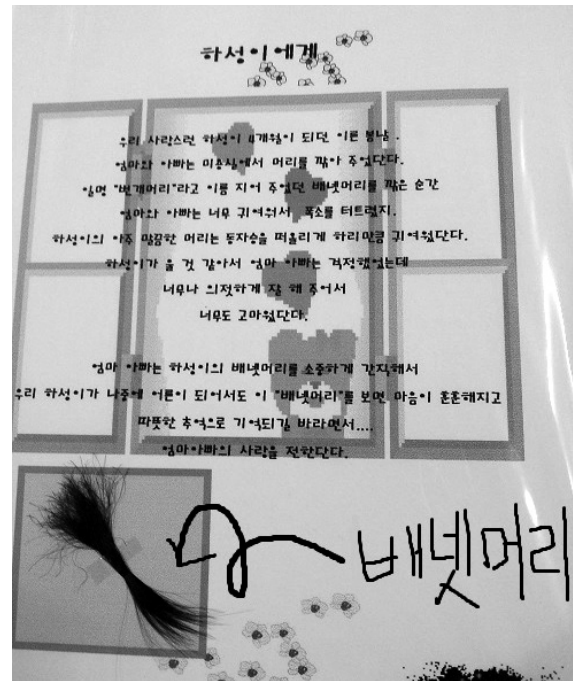 하성이에게
우리 사랑스런 하성이 4개월이 되던 이른 봄날 .
엄마와 아빠는 미용실에서 머리를 깎아 주었단다.
일명 "번개머리"라고 이름 지어 주었던 배냇머리를 깎은 순간
엄마와 아빠는 너무 귀여워서, 폭소를 터트렸지.
하성이의 아주 말끔한 머리는 동자승을 떠올리게 하리만큼 귀여웠단다.
하성이가 울 것 같아서 엄마 아빠는 걱정했었는데
너무나 의젓하게 잘 해 주어서
너무도 고마웠단다.
엄마 아빠는 하성이의 배냇머리를 소중하게 간직해서
우리 하성이가 나중에 어른이 되어서도 이 "배냇머리"를 보면 마음이 훈훈해지고
따뜻한 추억으로 기억되길 바라면서....
엄마아빠의 사랑을 전한단다.
배넷머리